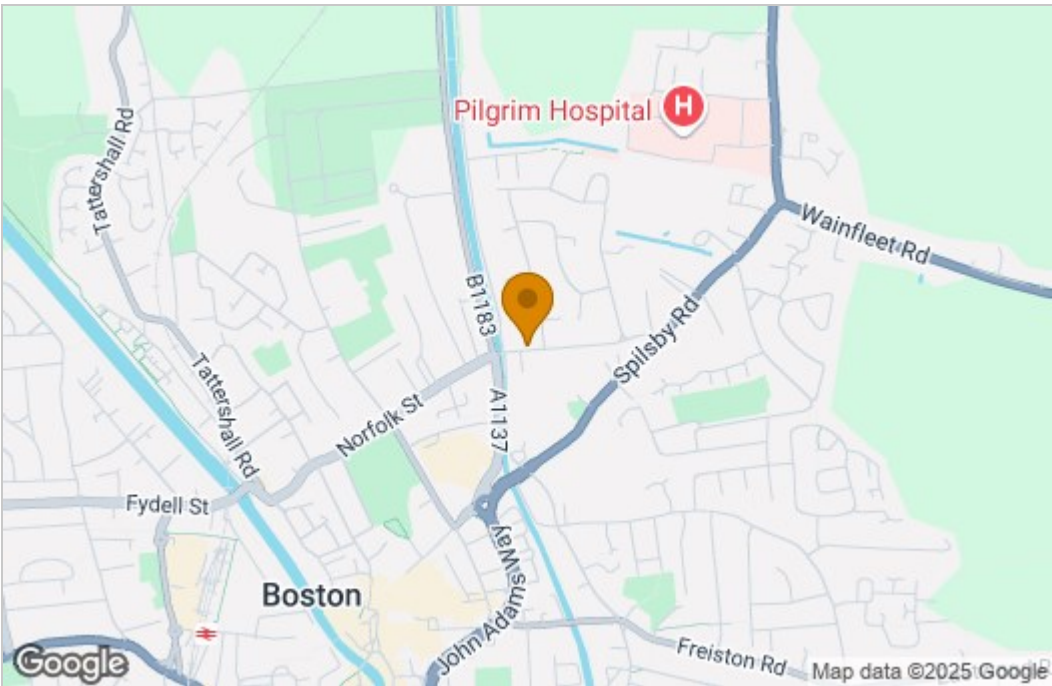 Pilgrim Hospital
H
Tattershall Rd
Wainfleet Rd
B1183
Spilsby Rd
Tattershall Rd
A1137
Norfolk St
Fydell St
John Adams Way
Boston
Freiston Rd
Google
Map data ©2025 Google